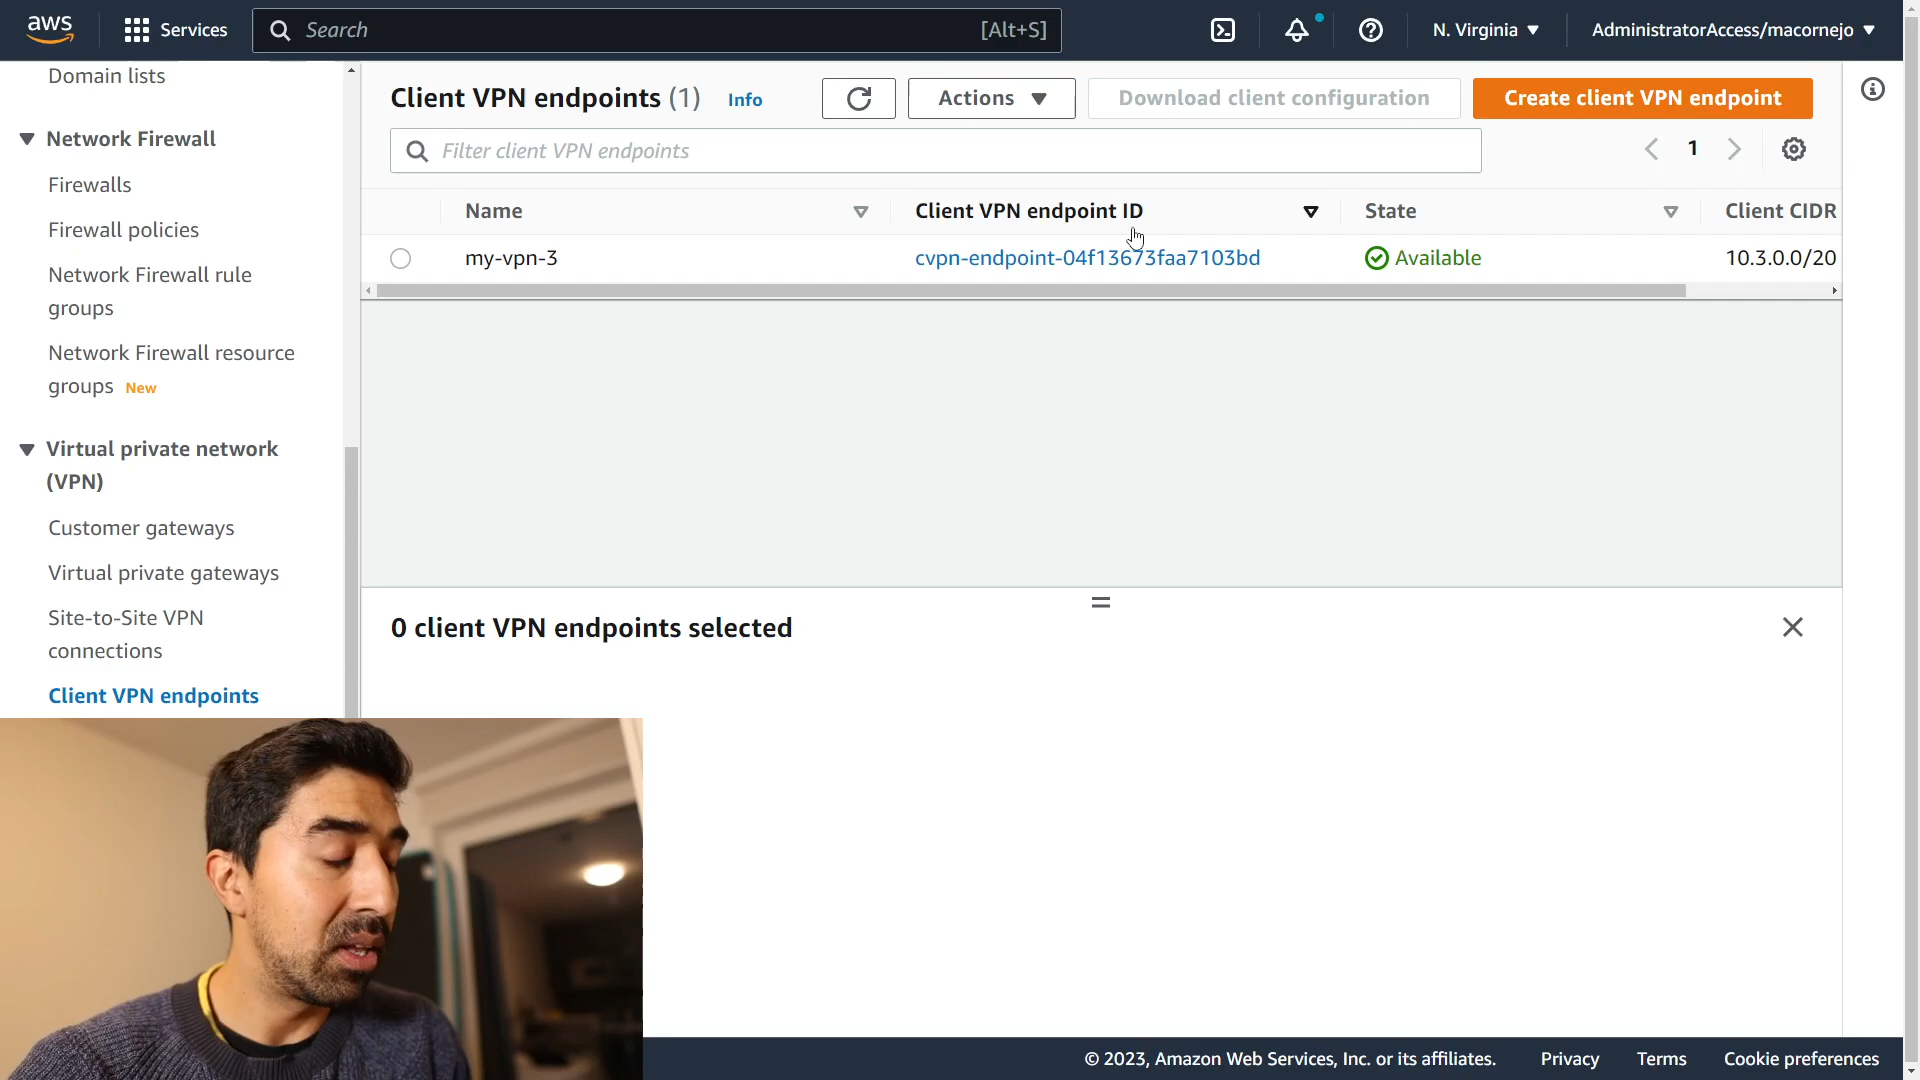 aws
Services
Search
[Alt+S]
N. Virginia
AdministratorAccess/macornejo
Domain lists
Network Firewall
Firewalls
Firewall policies
Network Firewall rule
groups
Network Firewall resource
groups New
Virtual private network
(VPN)
Customer gateways
Virtual private gateways
Site-to-Site VPN
connections
Client VPN endpoints
Client VPN endpoints (1) Info
Actions
Download client configuration
Create client VPN endpoint
Filter client VPN endpoints
1
Name Client VPN endpoint ID State Client CIDR
my-vpn-3 cvpn-endpoint-04f13673faa7103bd Available 10.3.0.0/20
0 client VPN endpoints selected
© 2023, Amazon Web Services, Inc. or its affiliates. Privacy Terms Cookie preferences